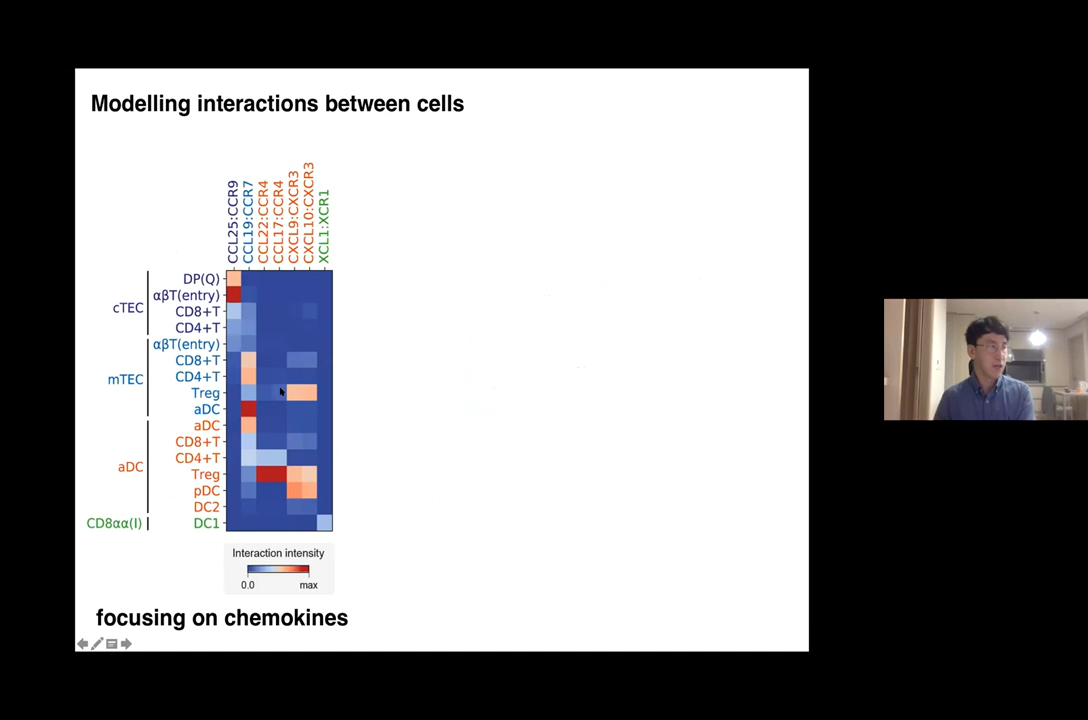 Modelling interactions between cells
CCL25:CCR9
CCL19:CCR7
CCL22:CCR4
CCL17:CCR4
CXCL9:CXCR3
CXCL10:CXCR3
XCL1:XCR1
cTEC
DP(Q)
αβT(entry)
CD8+T
CD4+T
mTEC
αβT(entry)
CD8+T
CD4+T
Treg
aDC
aDC
aDC
CD8+T
CD4+T
Treg
pDC
DC2
CD8αα(I)
DC1
Interaction intensity
0.0 max
focusing on chemokines